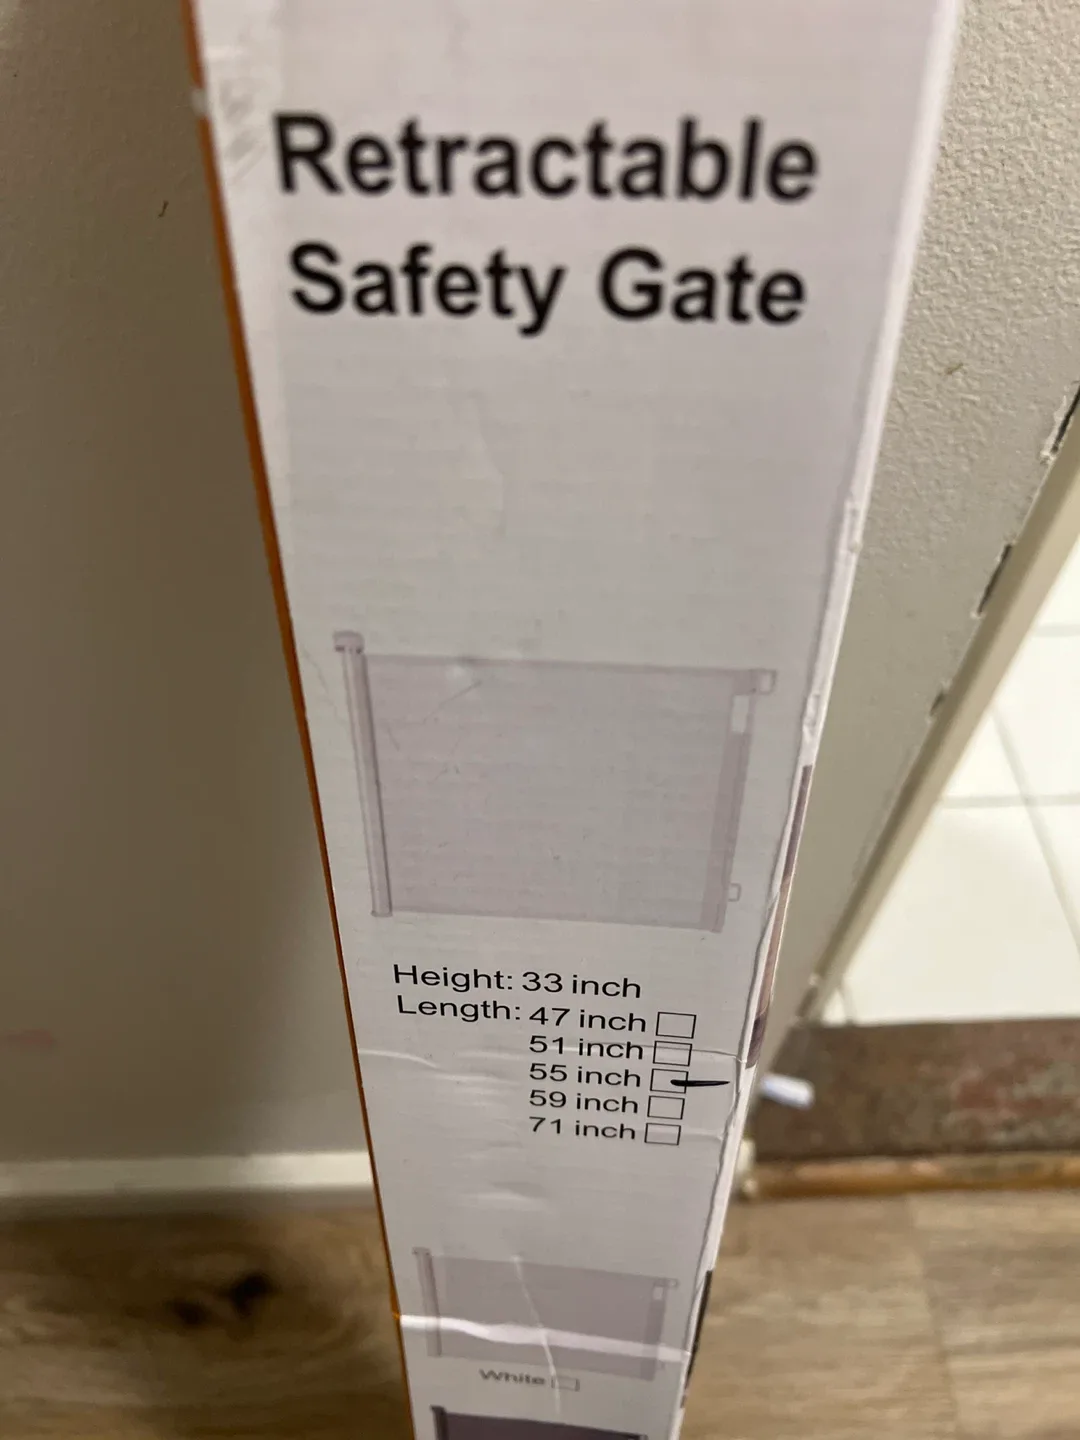 Retractable
Safety Gate
Height: 33 inch
Length: 47 inch
51 inch
55 inch
59 inch
71 inch
White